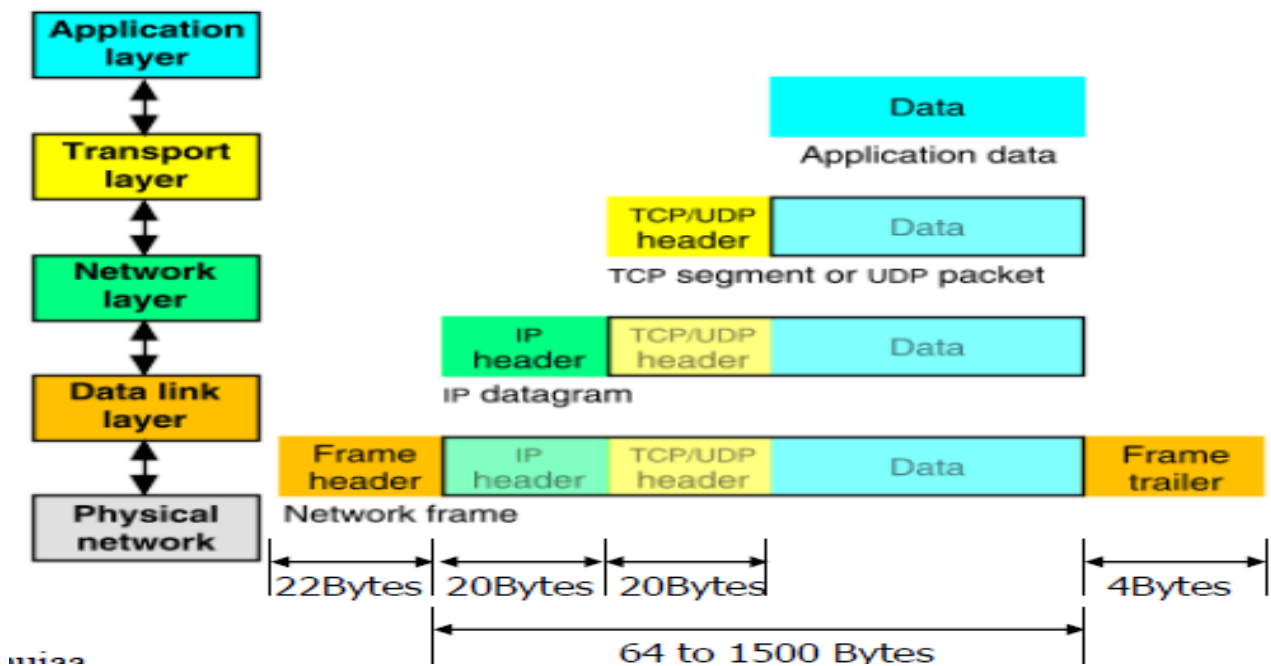 Application
layer
Data
Application data
Transport
layer
TCP/UDP
header
Data
TCP segment or UDP packet
Network
layer
IP
header
TCP/UDP
header
Data
IP datagram
Data link
layer
Frame
header
IP
header
TCP/UDP
header
Data
Frame
trailer
Network frame
Physical
network
22Bytes
20Bytes
20Bytes
4Bytes
64 to 1500 Bytes